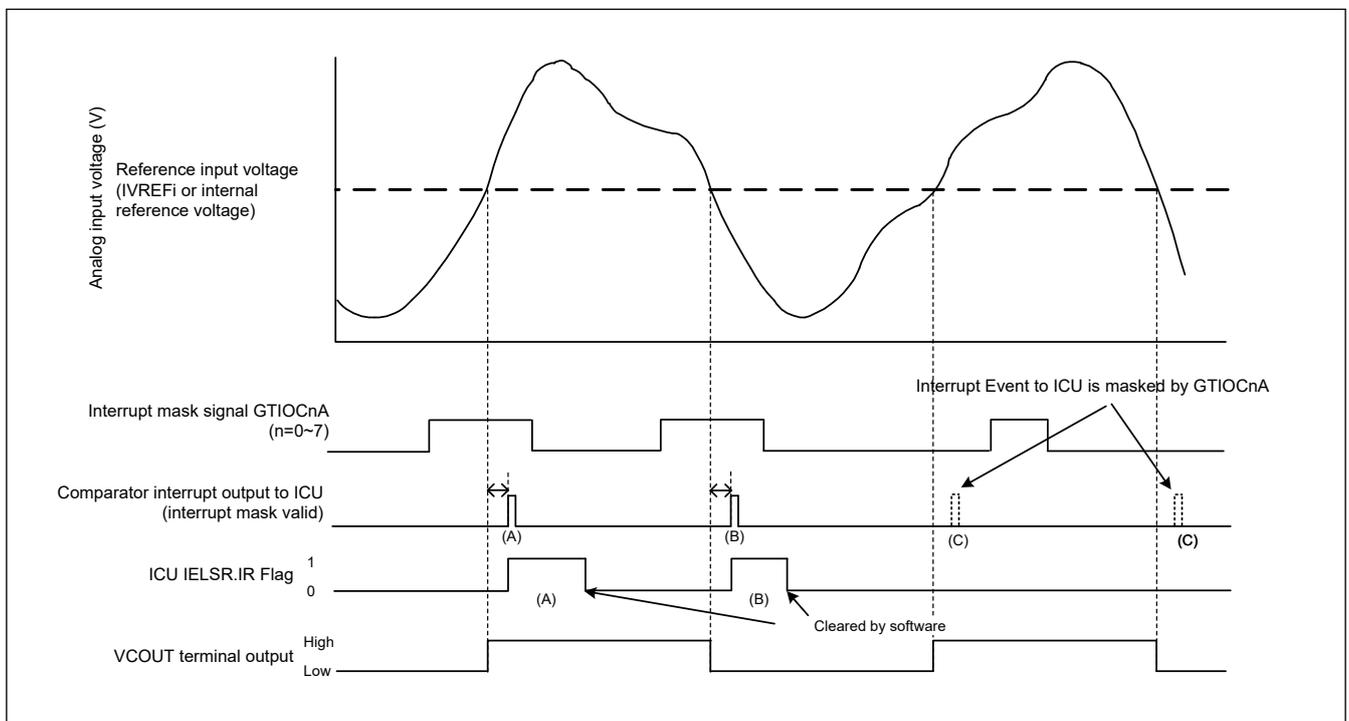 Analog input voltage (V)
Reference input voltage
(IVREFi or internal
reference voltage)
Interrupt Event to ICU is masked by GTIOCnA
Interrupt mask signal GTIOCnA
(n=0~7)
Comparator interrupt output to ICU
(interrupt mask valid)
(A)
(B)
(C)
(C)
ICU IELSR.IR Flag
1
0
(A)
(B)
Cleared by software
VCOUT terminal output
High
Low